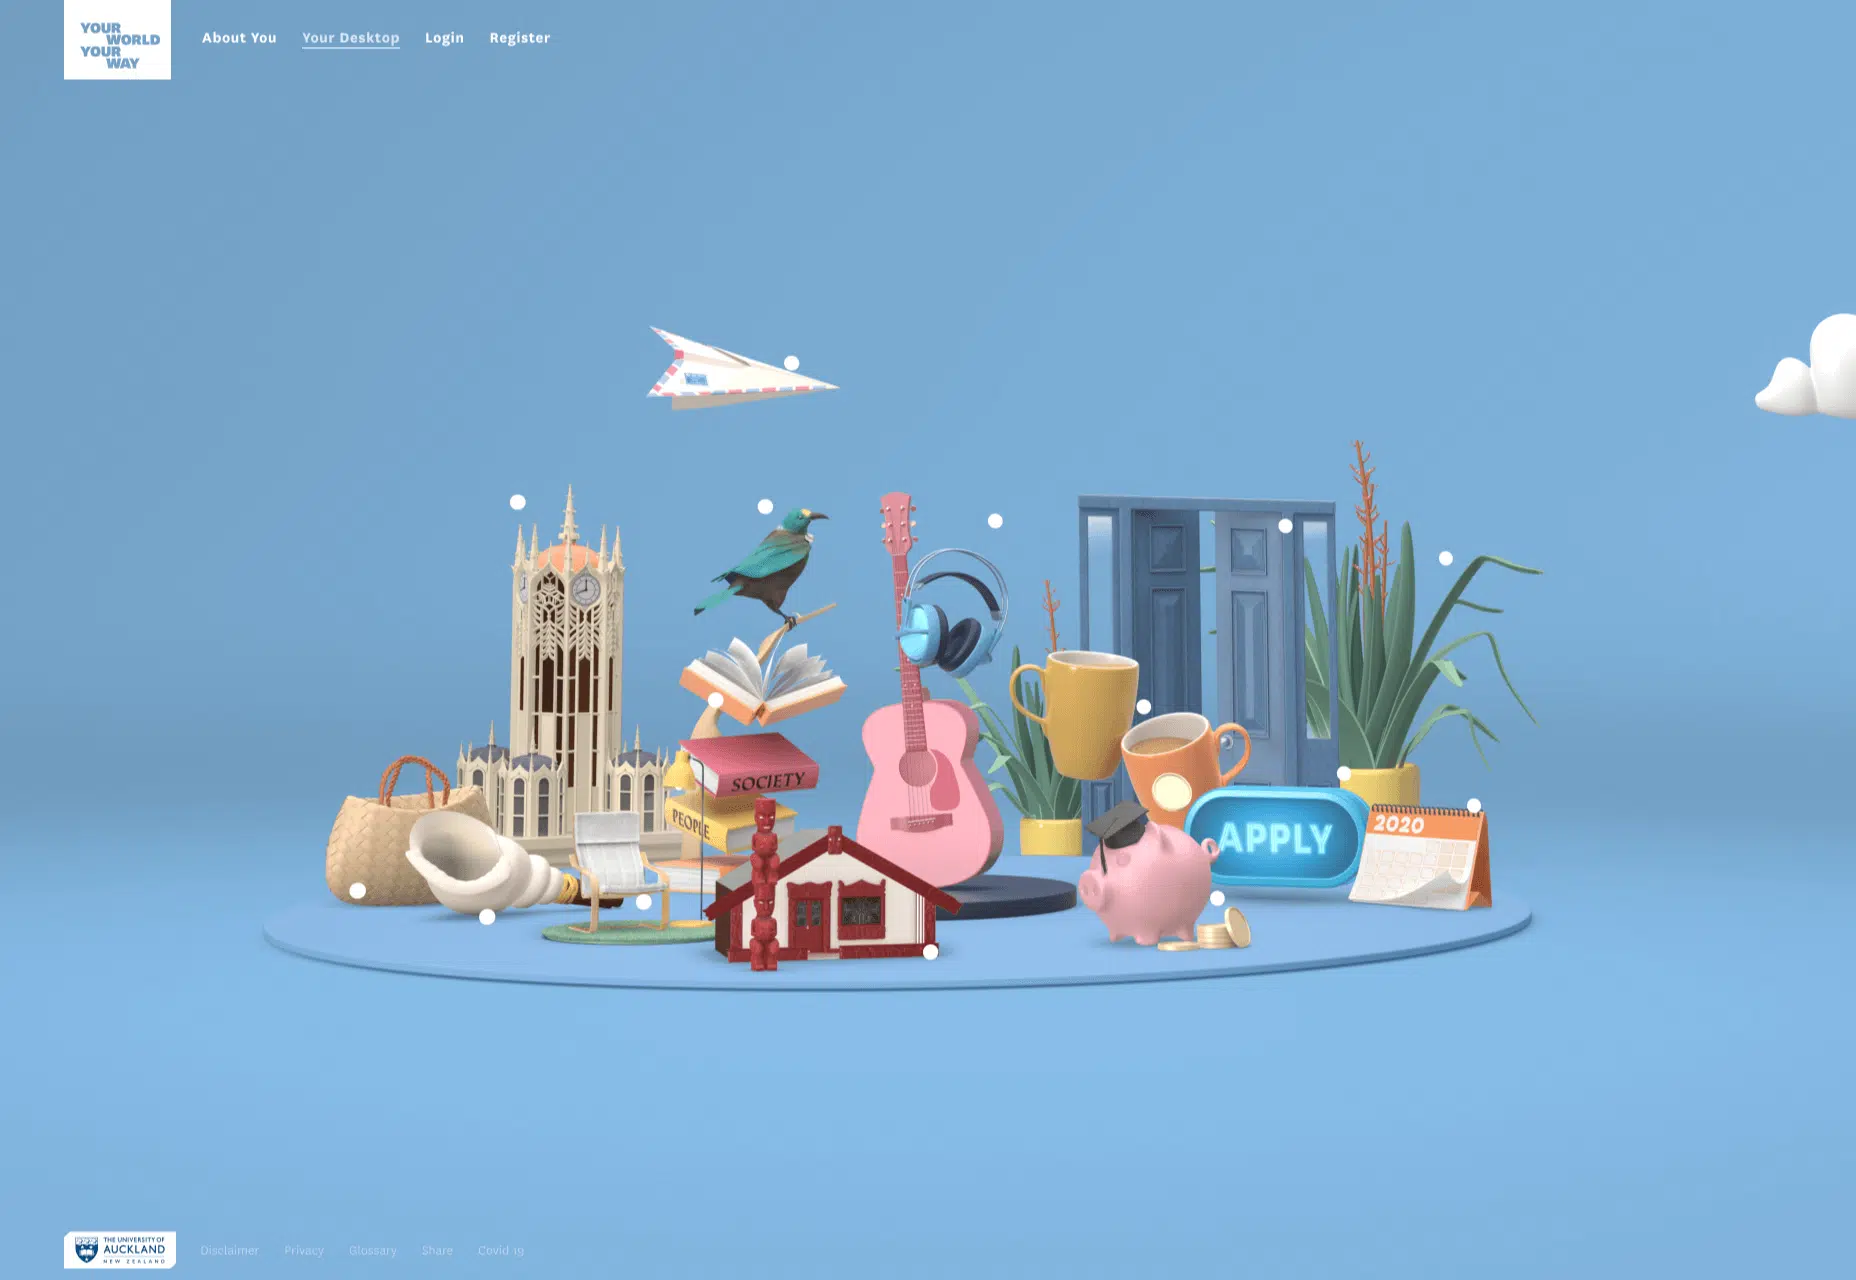 YOUR
WORLD
YOUR
WAY
About You
Your Desktop
Login
Register
SOCIETY
PEOPLE
APPLY
2020
THE UNIVERSITY OF
AUCKLAND
NEW ZEALAND
Disclaimer
Privacy
Glossary
Share
Covid 19